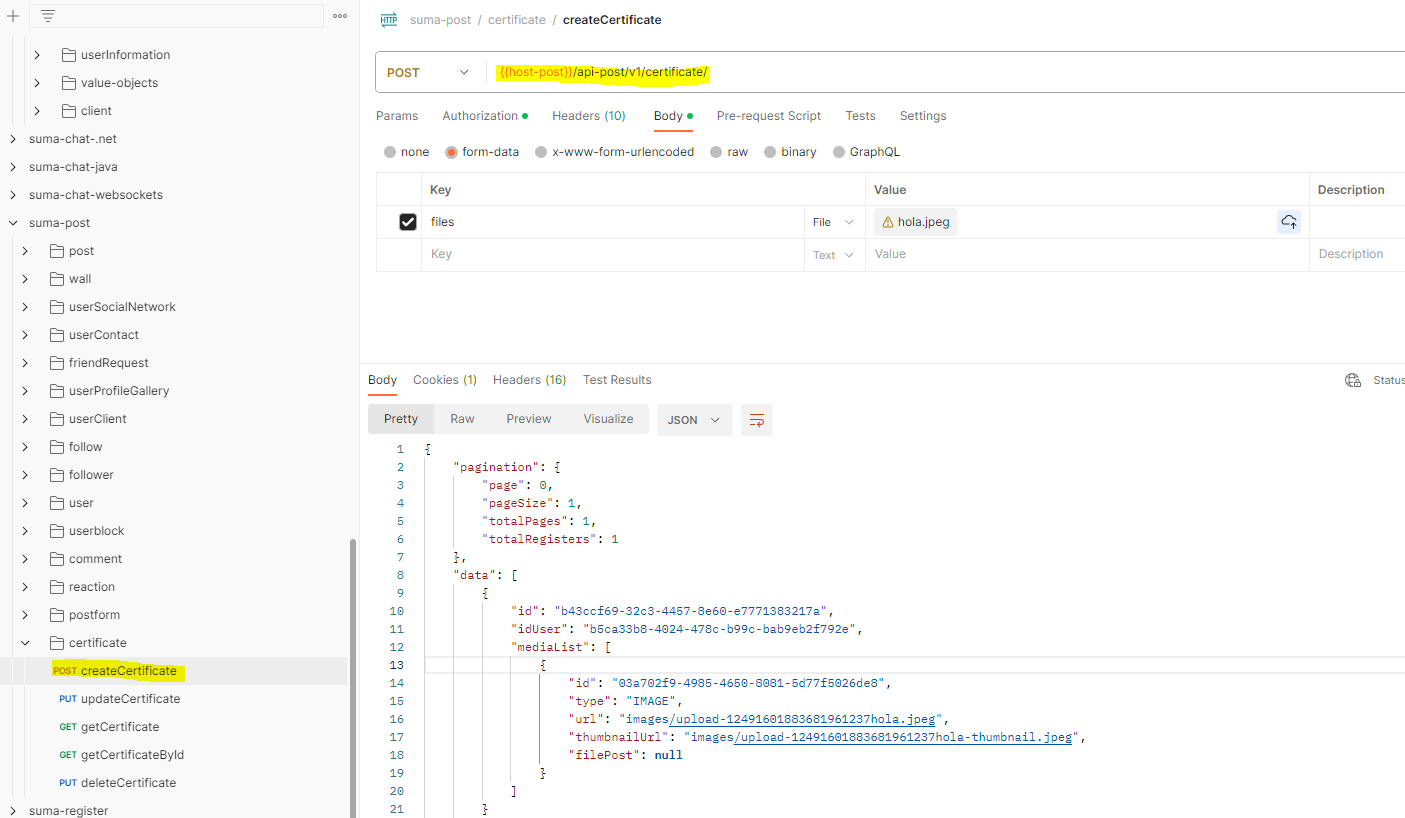 userInformation
value-objects
client
suma-chat-.net
suma-chat-java
suma-chat-websockets
suma-post
post
wall
userSocialNetwork
userContact
friendRequest
userProfileGallery
userClient
follow
follower
user
userblock
comment
reaction
postform
certificate
POST createCertificate
PUT updateCertificate
GET getCertificate
GET getCertificateById
PUT deleteCertificate
suma-register
HTTP suma-post / certificate / createCertificate
POST {{host-post}}/api-post/v1/certificate/
Params Authorization Headers (10) Body Pre-request Script Tests Settings
none form-data x-www-form-urlencoded raw binary GraphQL
Key Value Description
files File hola.jpeg
Key Text Value Description
Body Cookies (1) Headers (16) Test Results Status
Pretty Raw Preview Visualize JSON
1 {
2 "pagination": {
3 "page": 0,
4 "pageSize": 1,
5 "totalPages": 1,
6 "totalRegisters": 1
7 },
8 "data": [
9 {
10 "id": "b43ccf69-32c3-4457-8e60-e7771383217a",
11 "idUser": "b5ca33b8-4024-478c-b99c-bab9eb2f792e",
12 "mediaList": [
13 {
14 "id": "03a702f9-4985-4650-8081-5d77f5026de8",
15 "type": "IMAGE",
16 "url": "images/upload-12491601883681961237hola.jpeg",
17 "thumbnailUrl": "images/upload-12491601883681961237hola-thumbnail.jpeg",
18 "filePost": null
19 }
20 ]
21 }